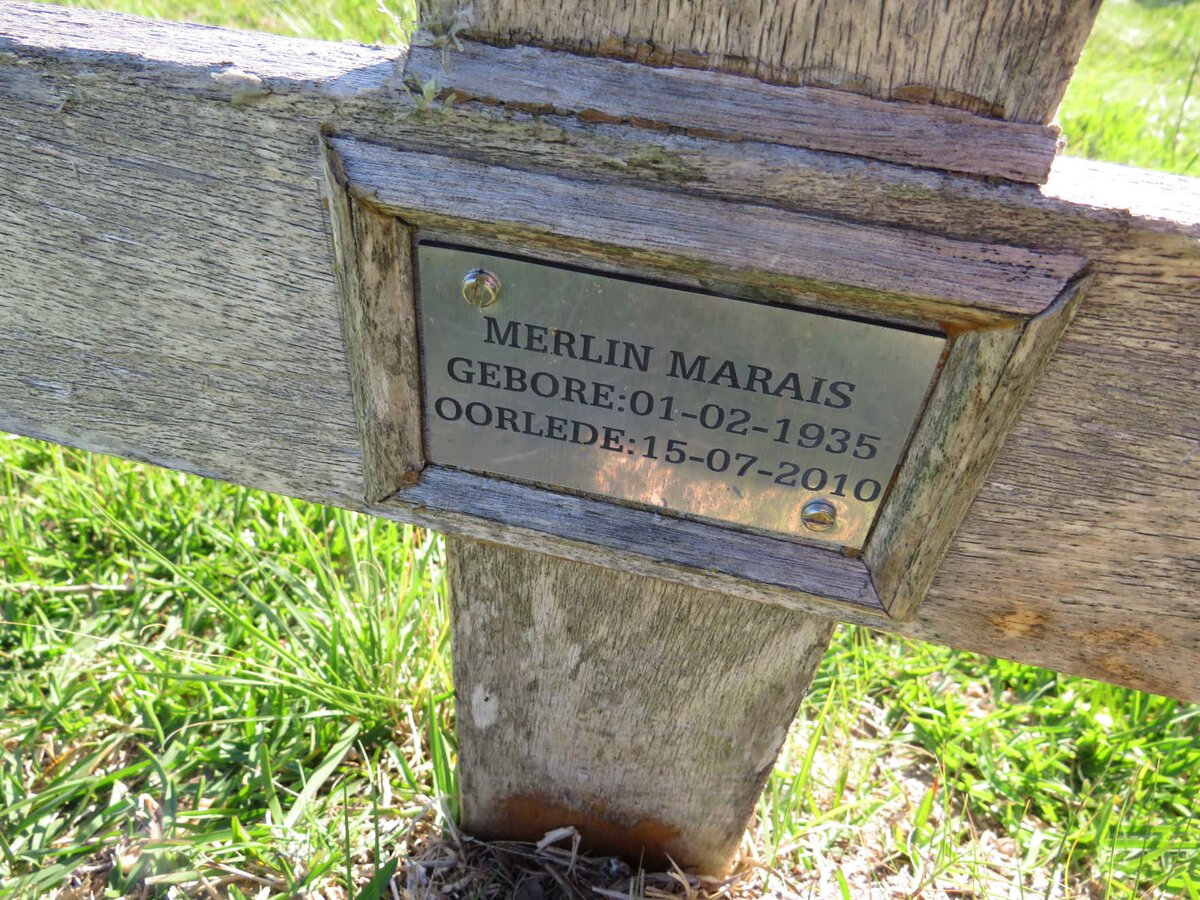 MERLIN MARAIS
GEBORE:01-02-1935
OORLEDE:15-07-2010